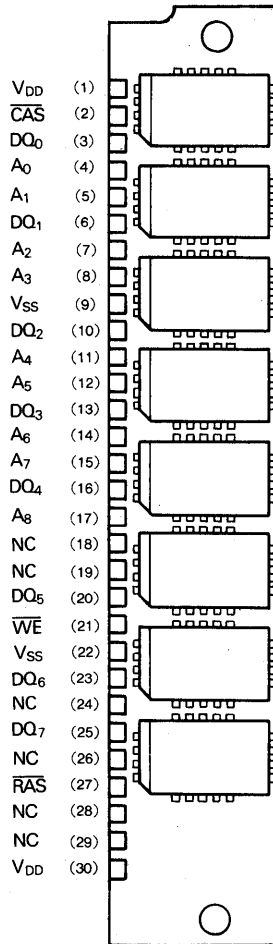 VDD (1)
C̅A̅S̅ (2)
DQ0 (3)
A0 (4)
A1 (5)
DQ1 (6)
A2 (7)
A3 (8)
VSS (9)
DQ2 (10)
A4 (11)
A5 (12)
DQ3 (13)
A6 (14)
A7 (15)
DQ4 (16)
A8 (17)
NC (18)
NC (19)
DQ5 (20)
W̅E̅ (21)
VSS (22)
DQ6 (23)
NC (24)
DQ7 (25)
NC (26)
R̅A̅S̅ (27)
NC (28)
NC (29)
VDD (30)